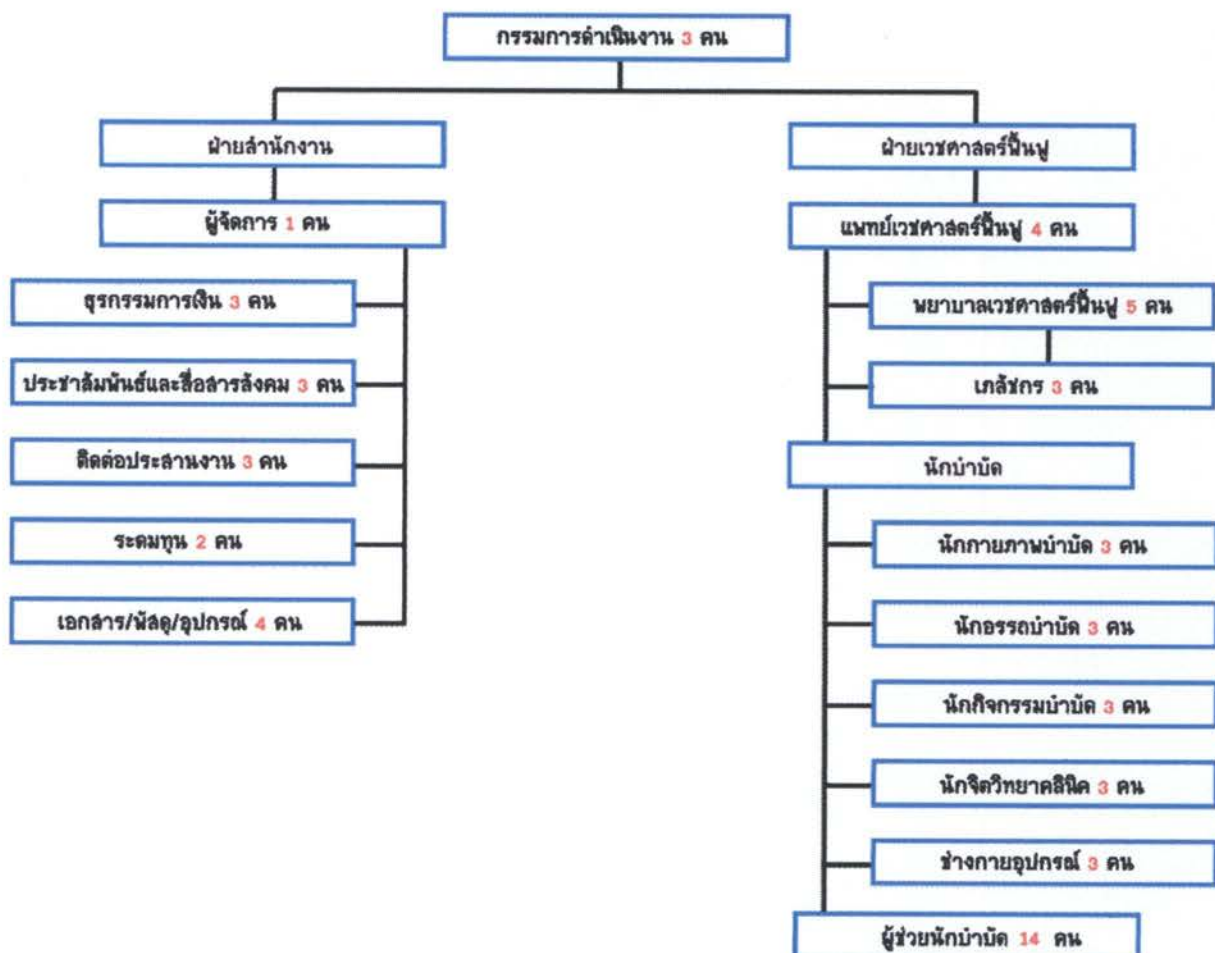 กรรมการดำเนินงาน 3 คน
ฝ่ายสำนักงาน
ผู้จัดการ 1 คน
ธุรกรรมการเงิน 3 คน
ประชาสัมพันธ์และสื่อสารสังคม 3 คน
ติดต่อประสานงาน 3 คน
ระดมทุน 2 คน
เอกสาร/พัสดุ/อุปกรณ์ 4 คน
ฝ่ายเวชศาสตร์ฟื้นฟู
แพทย์เวชศาสตร์ฟื้นฟู 4 คน
พยาบาลเวชศาสตร์ฟื้นฟู 5 คน
เภสัชกร 3 คน
นักบำบัด
นักกายภาพบำบัด 3 คน
นักอรรถบำบัด 3 คน
นักกิจกรรมบำบัด 3 คน
นักจิตวิทยาคลินิค 3 คน
ช่างกายอุปกรณ์ 3 คน
ผู้ช่วยนักบำบัด 14 คน